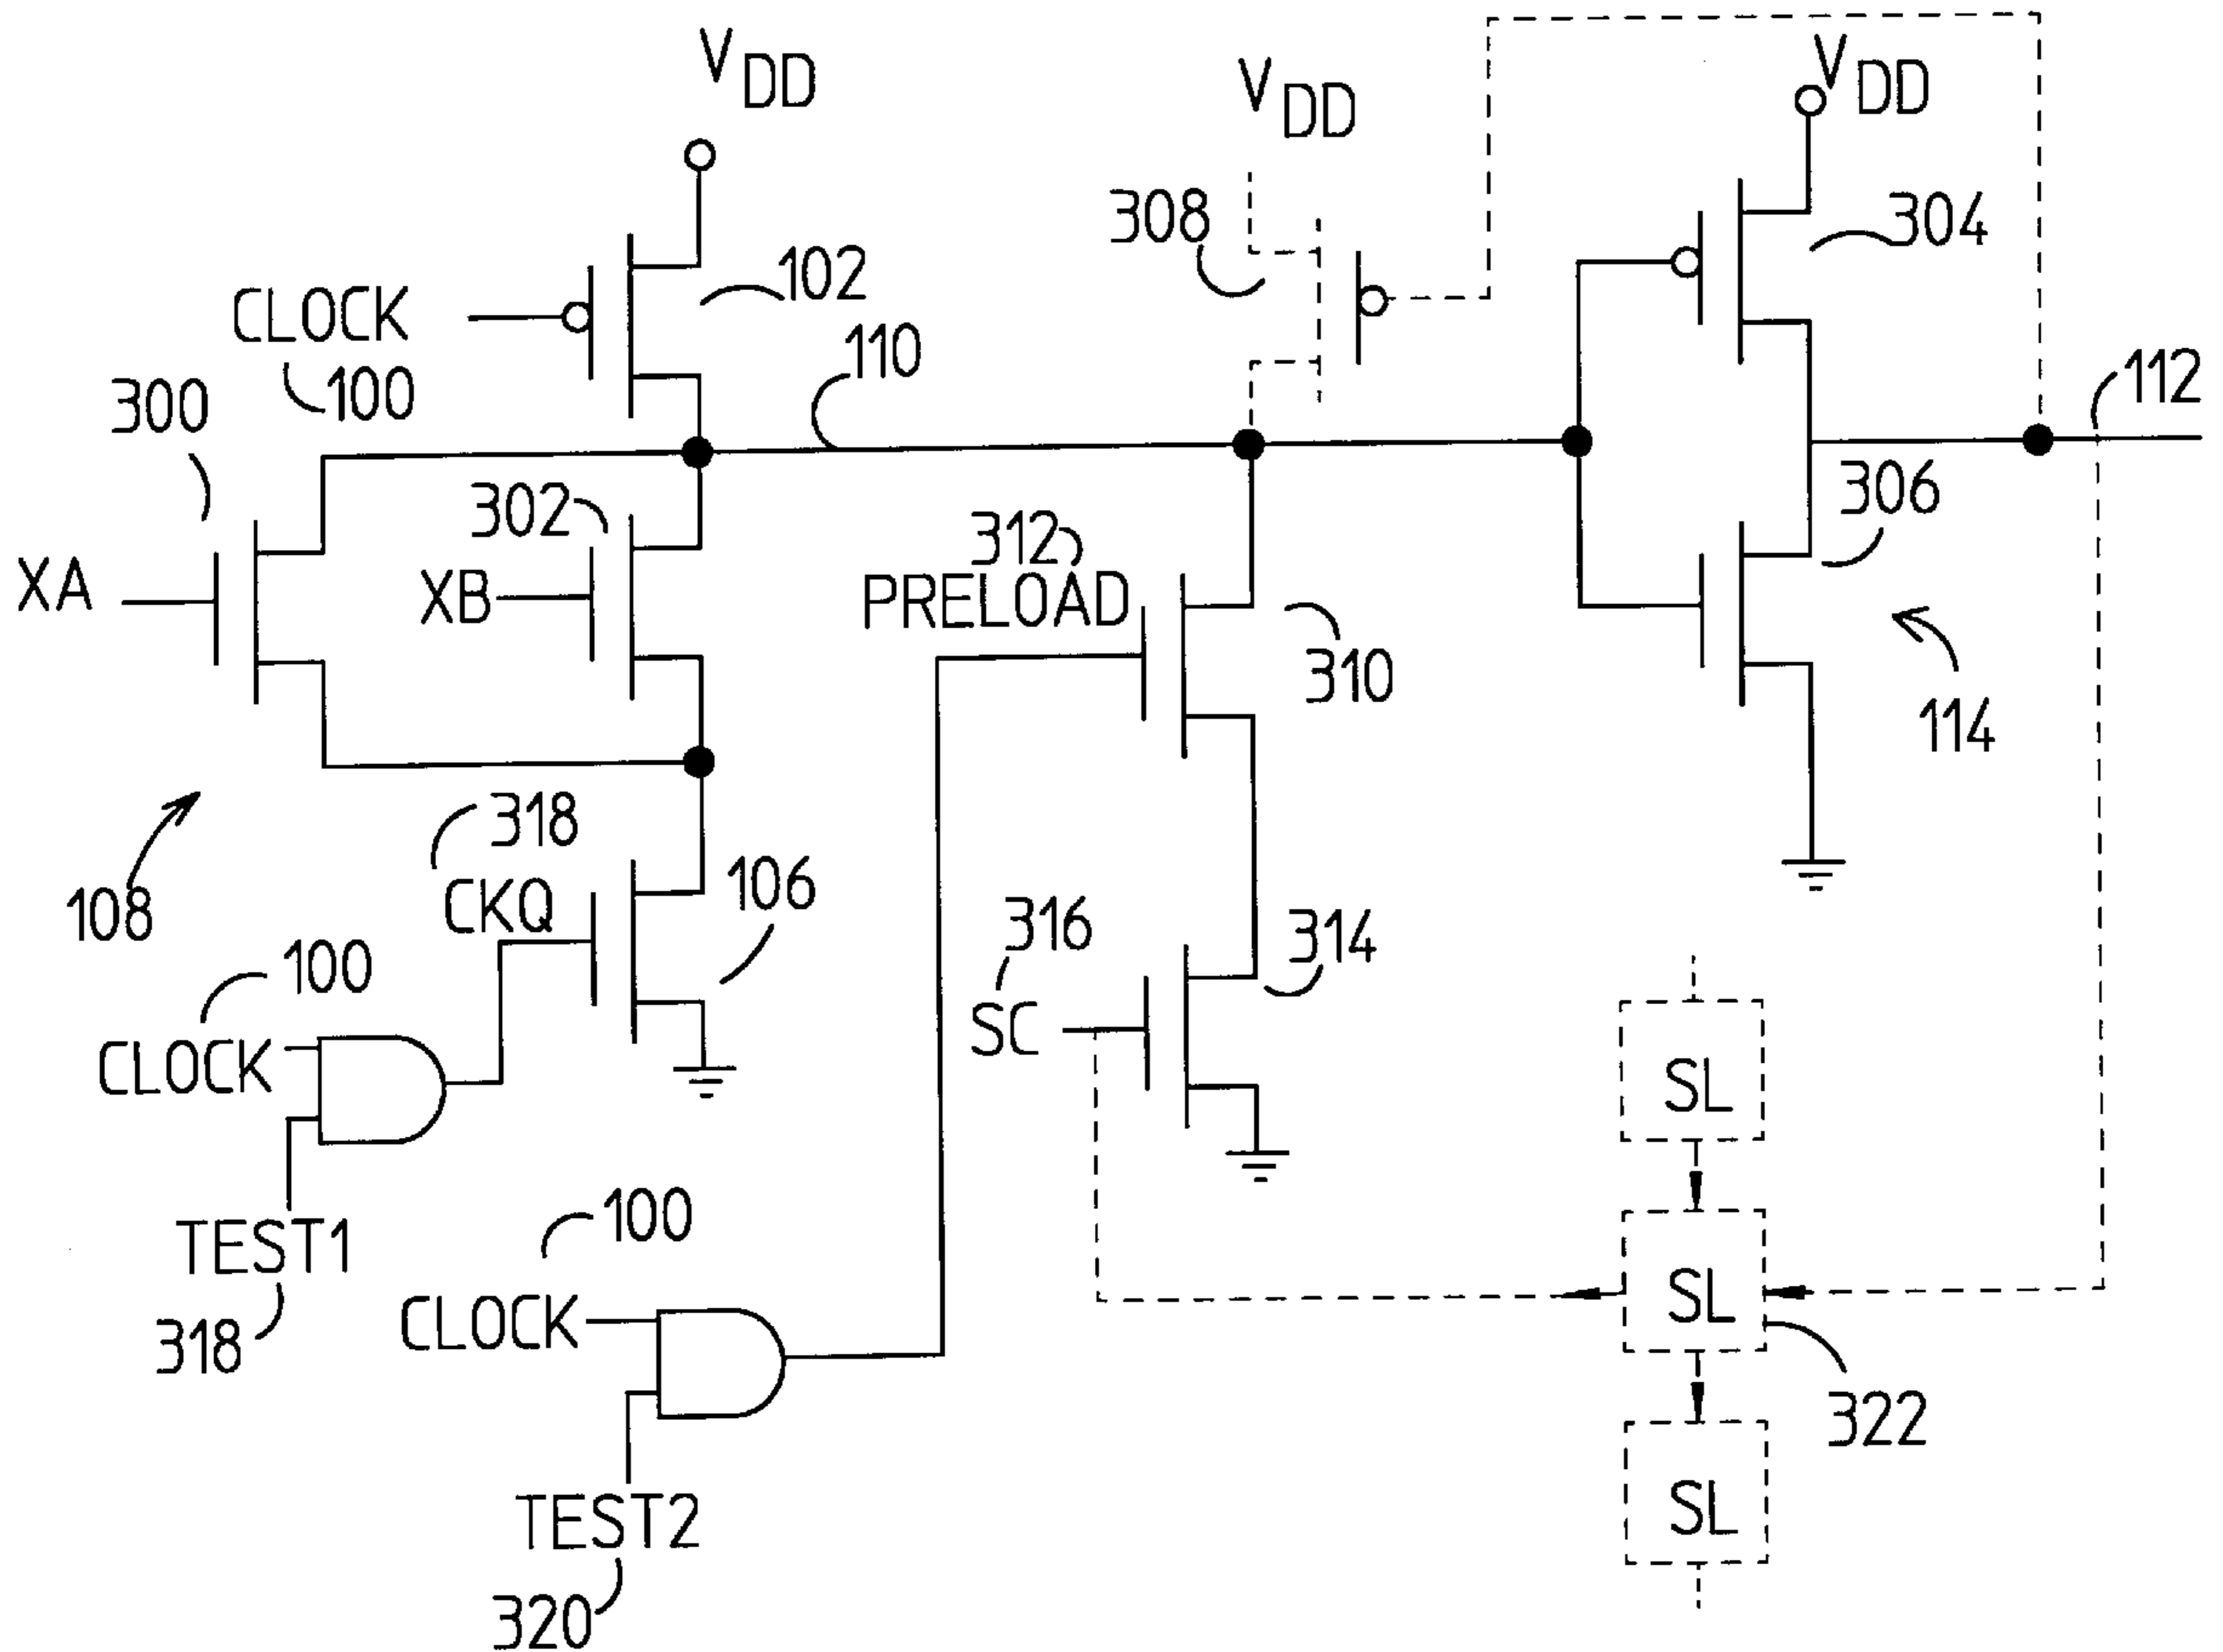 VDD
VDD
VDD
308
304
102
CLOCK
100
110
112
300
302
306
312
XA
XB
PRELOAD
310
114
318
CKQ
106
108
316
314
100
SC
CLOCK
SL
100
TEST1
318
CLOCK
SL
322
TEST2
SL
320